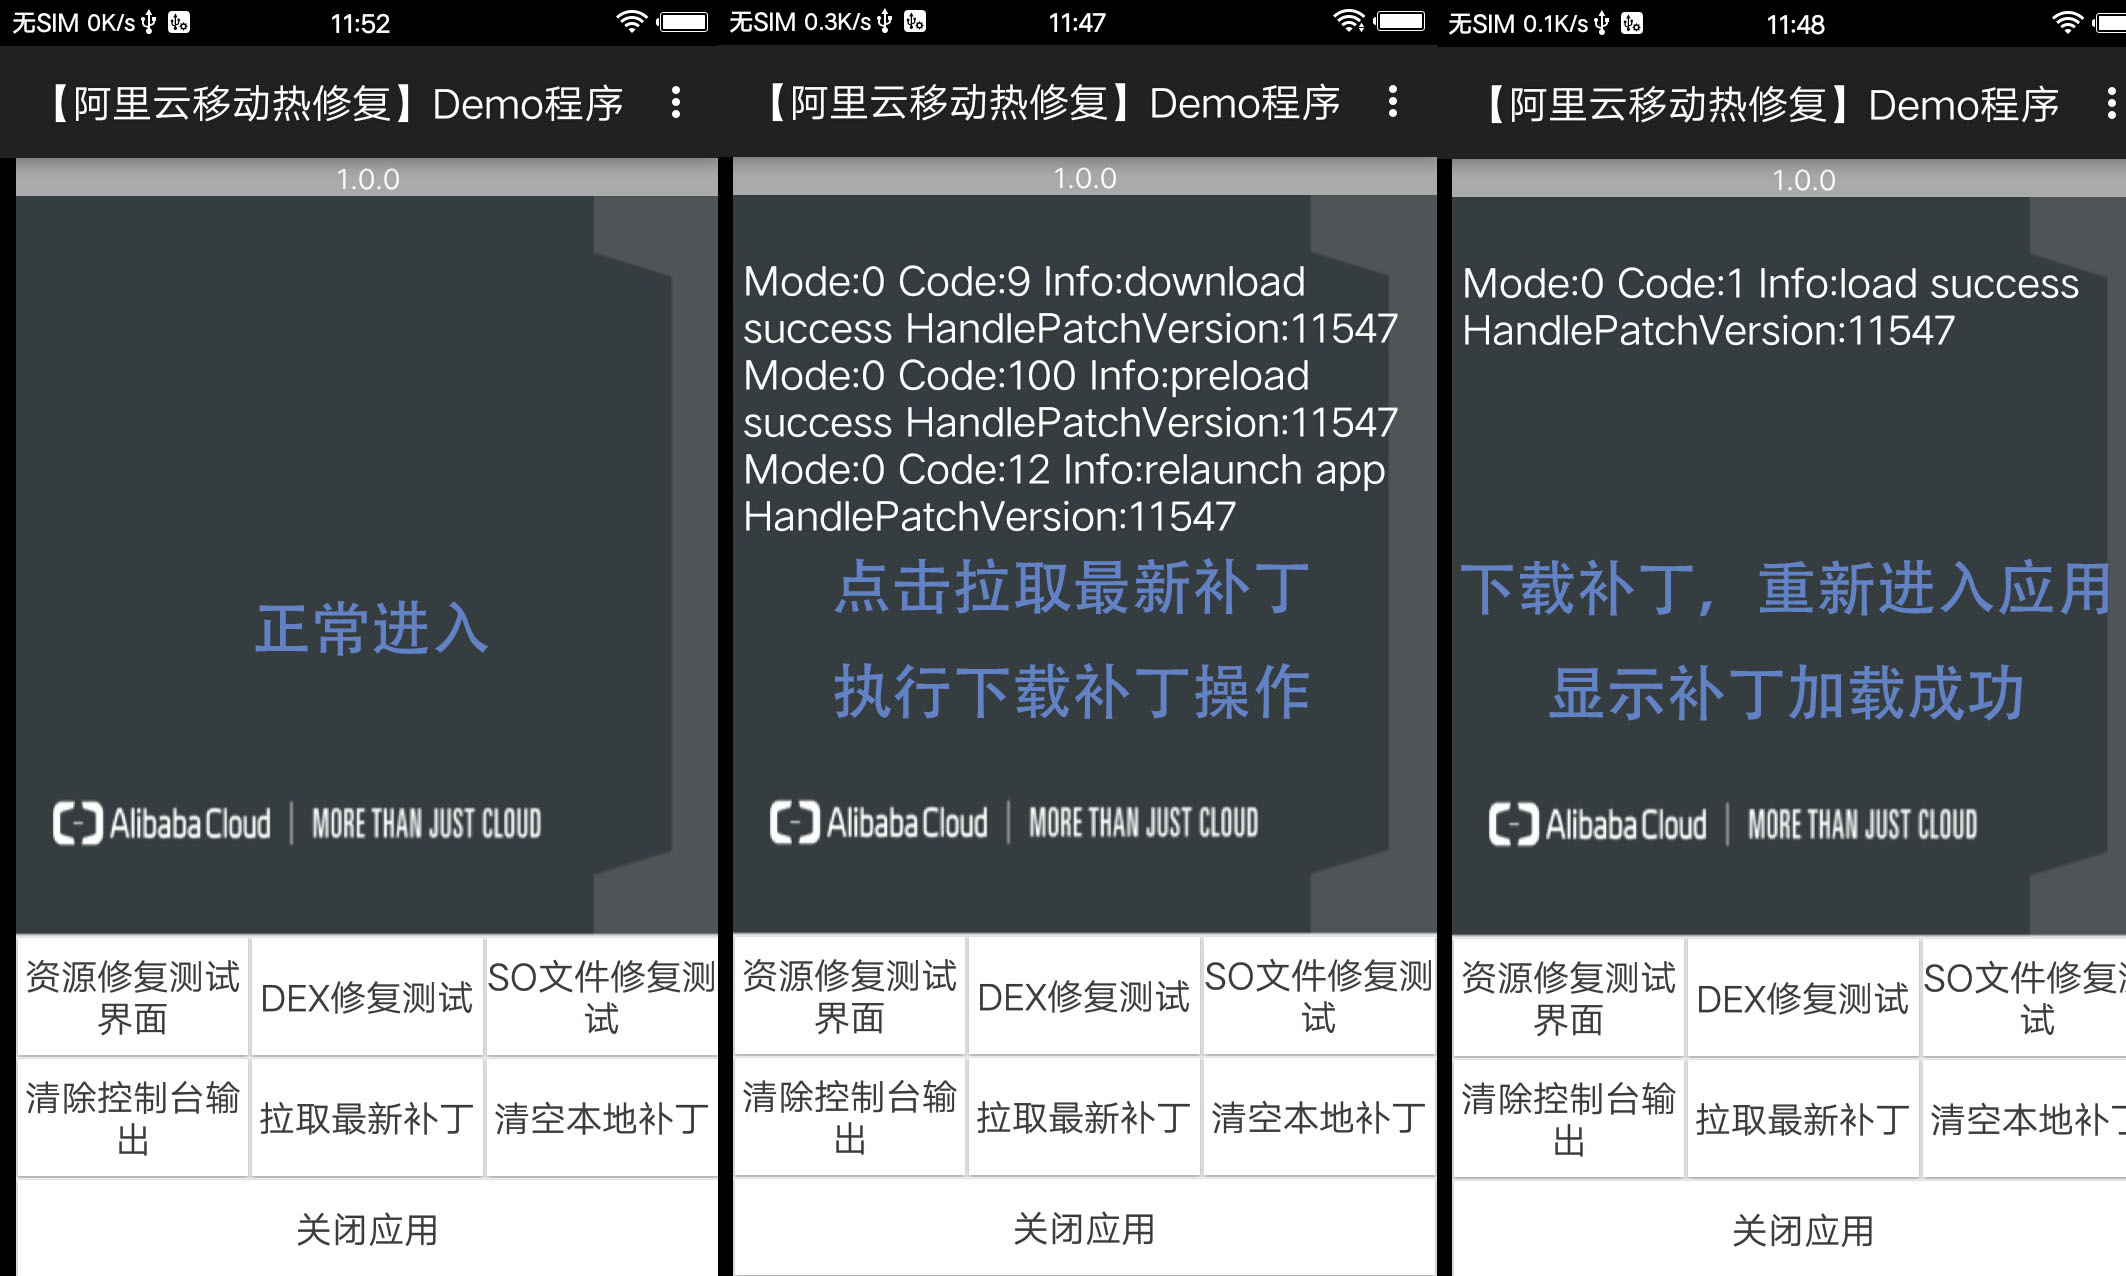 无SIM 0K/s 11:52
【阿里云移动热修复】Demo程序
1.0.0
正常进入
Alibaba Cloud | MORE THAN JUST CLOUD
资源修复测试
界面
DEX修复测试
SO文件修复测
试
清除控制台输
出
拉取最新补丁
清空本地补丁
关闭应用
无SIM 0.3K/s 11:47
【阿里云移动热修复】Demo程序
1.0.0
Mode:0 Code:9 Info:download
success HandlePatchVersion:11547
Mode:0 Code:100 Info:preload
success HandlePatchVersion:11547
Mode:0 Code:12 Info:relaunch app
HandlePatchVersion:11547
点击拉取最新补丁
执行下载补丁操作
Alibaba Cloud | MORE THAN JUST CLOUD
资源修复测试
界面
DEX修复测试
SO文件修复测
试
清除控制台输
出
拉取最新补丁
清空本地补丁
关闭应用
无SIM 0.1K/s 11:48
【阿里云移动热修复】Demo程序
1.0.0
Mode:0 Code:1 Info:load success
HandlePatchVersion:11547
下载补丁，重新进入应用
显示补丁加载成功
Alibaba Cloud | MORE THAN JUST CLOUD
资源修复测试
界面
DEX修复测试
SO文件修复测
试
清除控制台输
出
拉取最新补丁
清空本地补丁
关闭应用